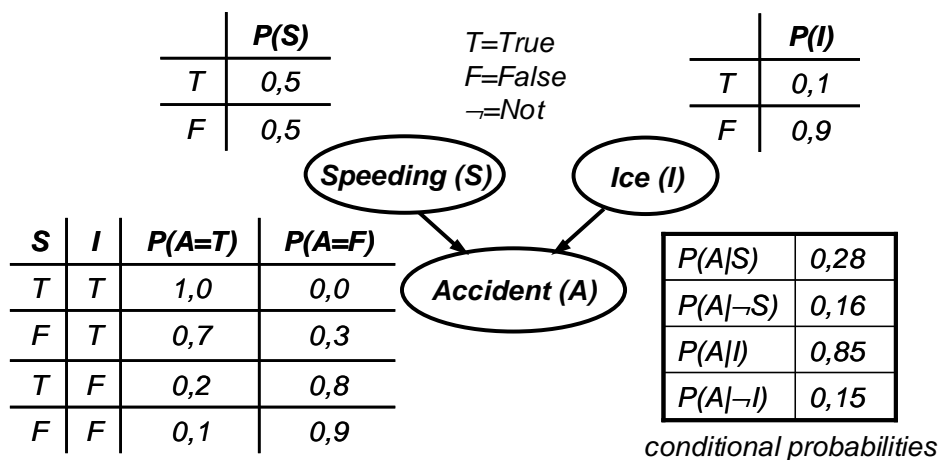 P(S)
T 0,5
F 0,5
T=True
F=False
¬=Not
P(I)
T 0,1
F 0,9
Speeding (S)
Ice (I)
Accident (A)
S I P(A=T) P(A=F)
T T 1,0 0,0
F T 0,7 0,3
T F 0,2 0,8
F F 0,1 0,9
P(A|S) 0,28
P(A|¬S) 0,16
P(A|I) 0,85
P(A|¬I) 0,15
conditional probabilities